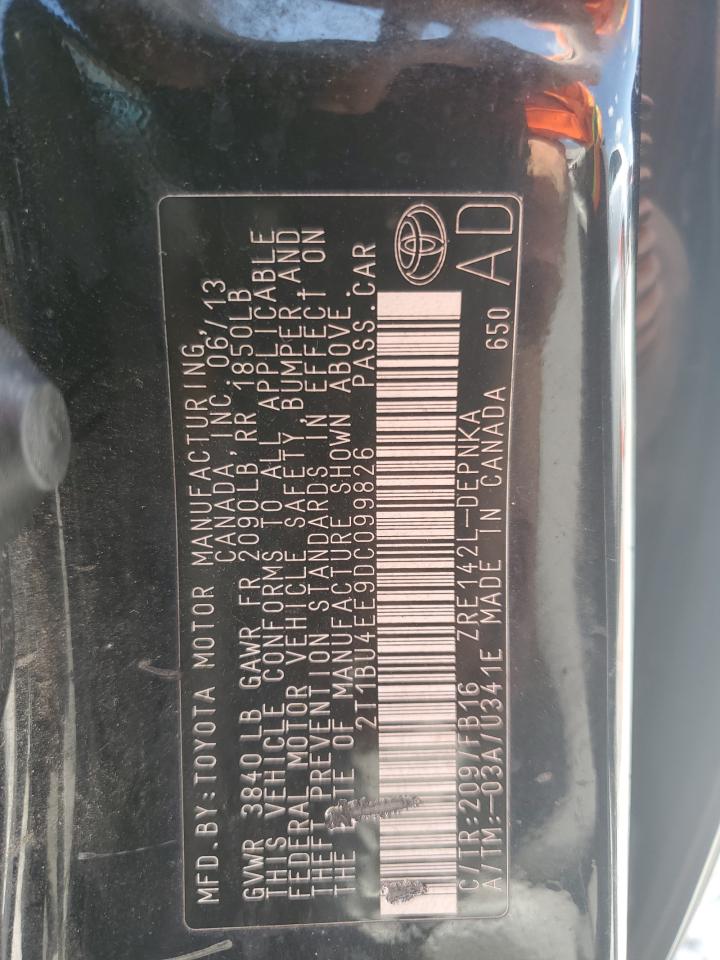 MFD.BY:TOYOTA MOTOR MANUFACTURING,
CANADA, INC. 06/13
GVWR 3840LB GAWR FR 2090LB,RR 1850LB
THIS VEHICLE CONFORMS TO ALL APPLICABLE
FEDERAL MOTOR VEHICLE SAFETY, BUMPER, AND
THEFT PREVENTION STANDARDS IN EFFECT ON
THE DATE OF MANUFACTURE SHOWN ABOVE.
2T1BU4EE9DC099826 PASS.CAR
C/TR:209/FB16 ZRE142L-DEPNKA
A/TM:-03A/U341E MADE IN CANADA 650
AD